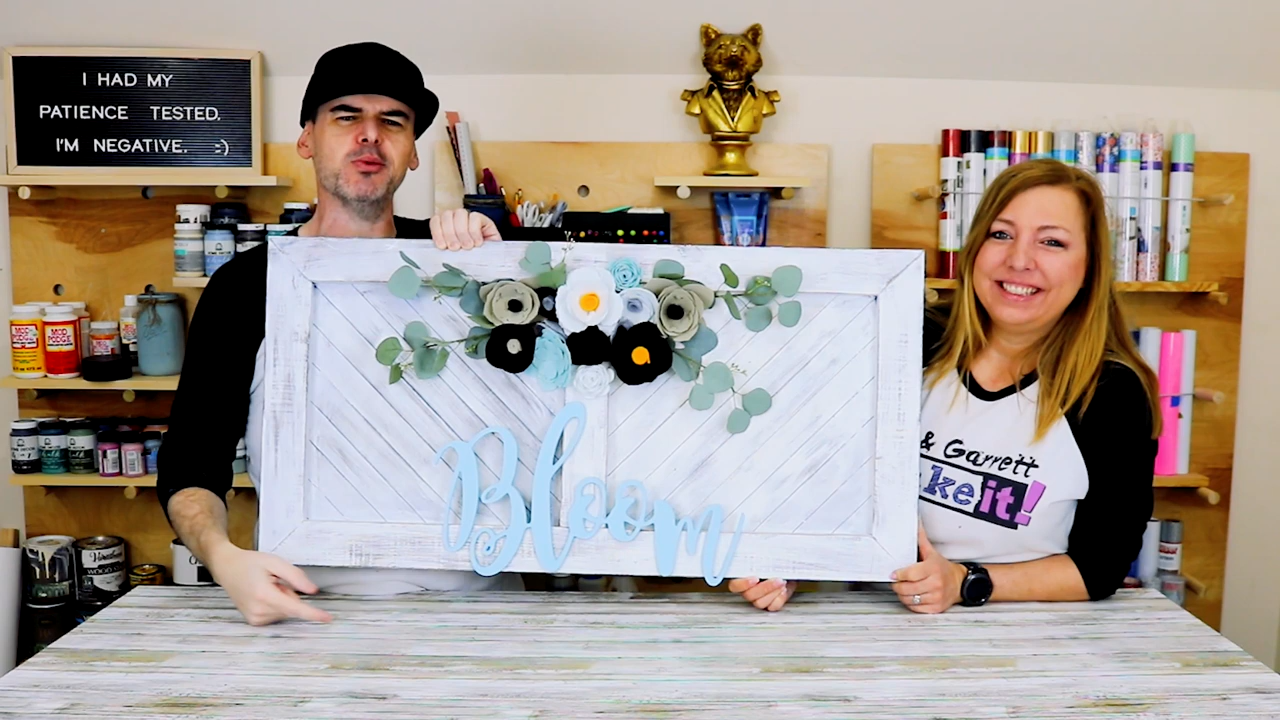 I HAD MY
PATIENCE TESTED.
I'M NEGATIVE. :)
MOD PODGE
MOD PODGE
Bloom
& Garrett
ke it!